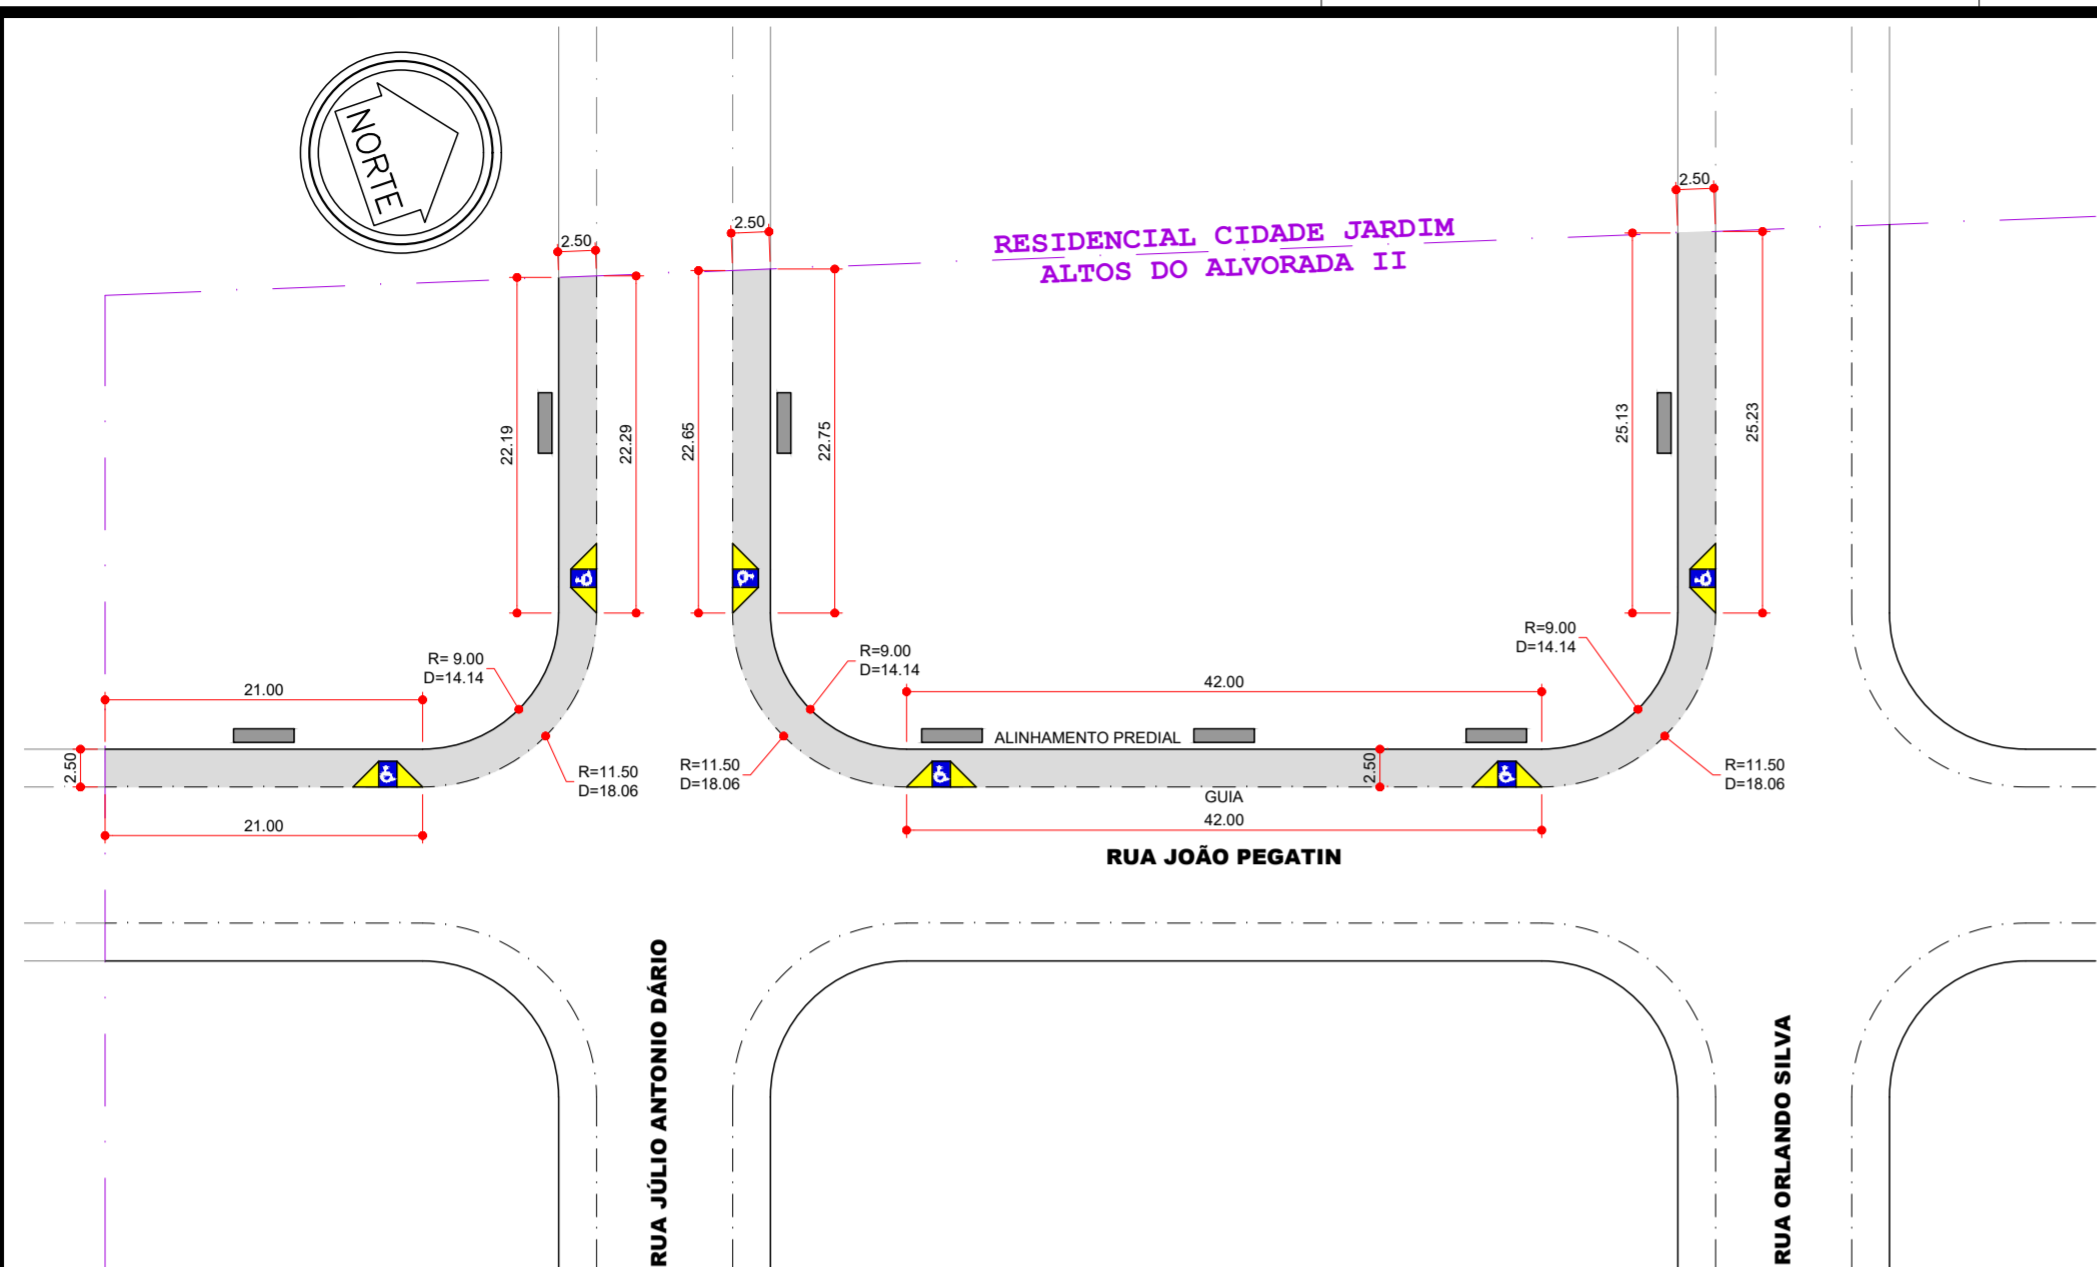 NORTE
2.50
2.50
2.50
RESIDENCIAL CIDADE JARDIM
ALTOS DO ALVORADA II
22.19
22.29
22.65
22.75
25.13
25.23
R= 9.00
D=14.14
R=9.00
D=14.14
R=9.00
D=14.14
21.00
42.00
ALINHAMENTO PREDIAL
2.50
2.50
R=11.50
D=18.06
R=11.50
D=18.06
R=11.50
D=18.06
GUIA
21.00
42.00
RUA JOÃO PEGATIN
RUA JÚLIO ANTONIO DÁRIO
RUA ORLANDO SILVA